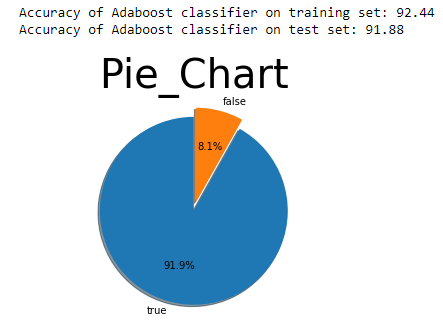 Accuracy of Adaboost classifier on training set: 92.44
Accuracy of Adaboost classifier on test set: 91.88
Pie_Chart
false
8.1%
91.9%
true